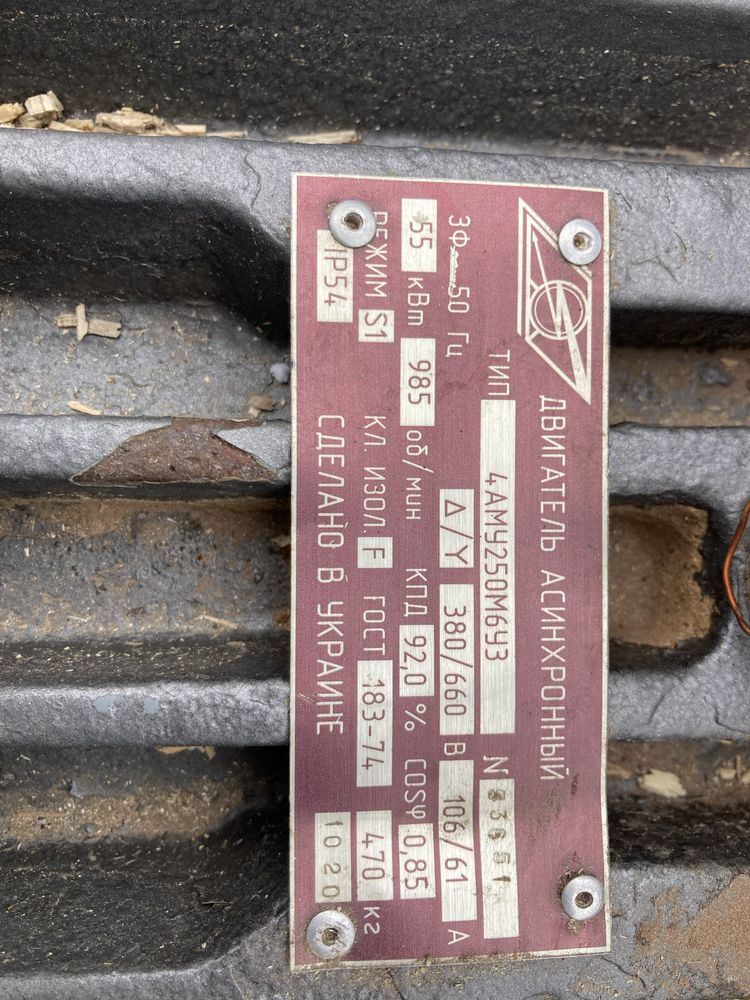 ДВИГАТЕЛЬ АСИНХРОННЫЙ
ТИП 4АМУ250М6У3 N 83651
3Ф 50 Гц Δ/Y 380/660 В 106/61 А
55 кВт 985 об/мин КПД 92,0 % COSφ 0,85
РЕЖИМ S1 КЛ. ИЗОЛ. F ГОСТ 183-74 470 кг
IP54 СДЕЛАНО В УКРАИНЕ 1020